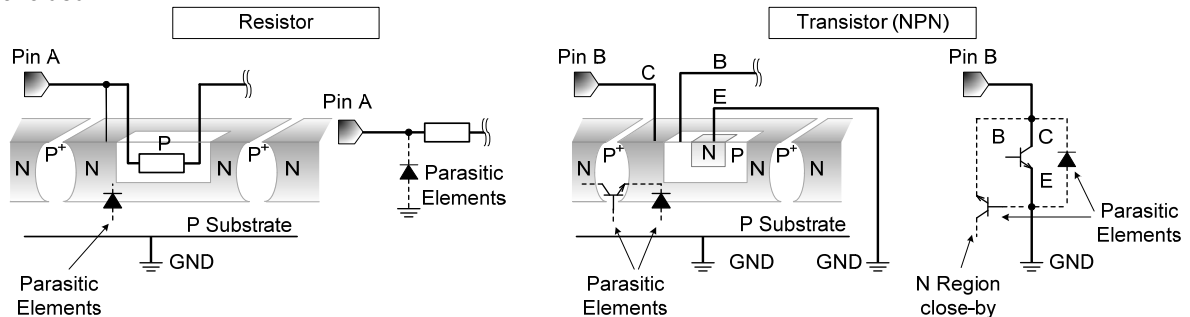 Resistor
Transistor (NPN)
Pin A
Pin B
C
B
E
Pin B
Pin A
N
P+
N
P
N
P+
N
Parasitic
Elements
P Substrate
GND
Parasitic
Elements
N
P+
N
N
P
N
P+
N
P Substrate
GND
GND
Parasitic
Elements
B
C
E
Parasitic
Elements
GND
N Region
close-by